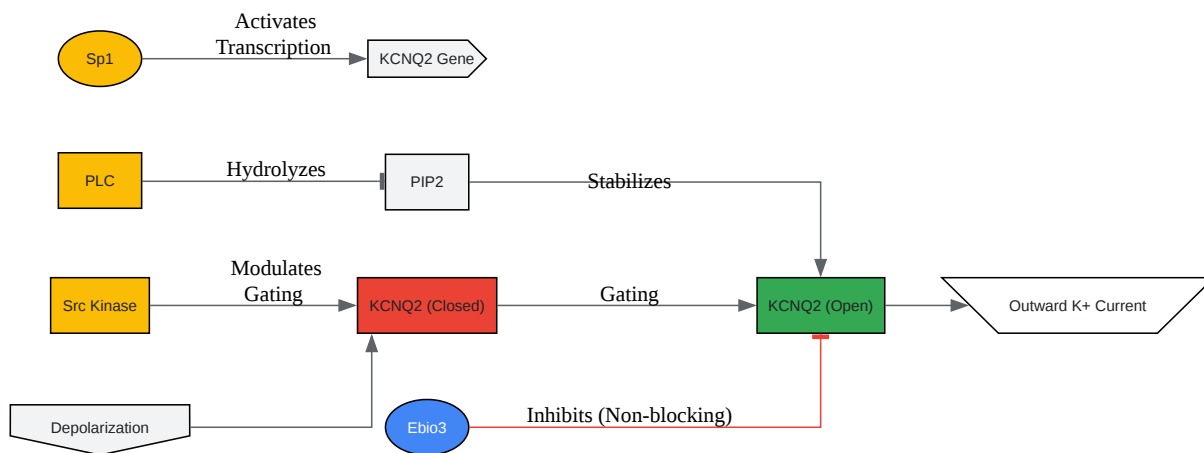 Activates
Transcription
Sp1
KCNQ2 Gene
Hydrolyzes
PLC
PIP2
Stabilizes
Modulates
Gating
Src Kinase
KCNQ2 (Closed)
Gating
KCNQ2 (Open)
Outward K+ Current
Depolarization
Ebio3
Inhibits (Non-blocking)